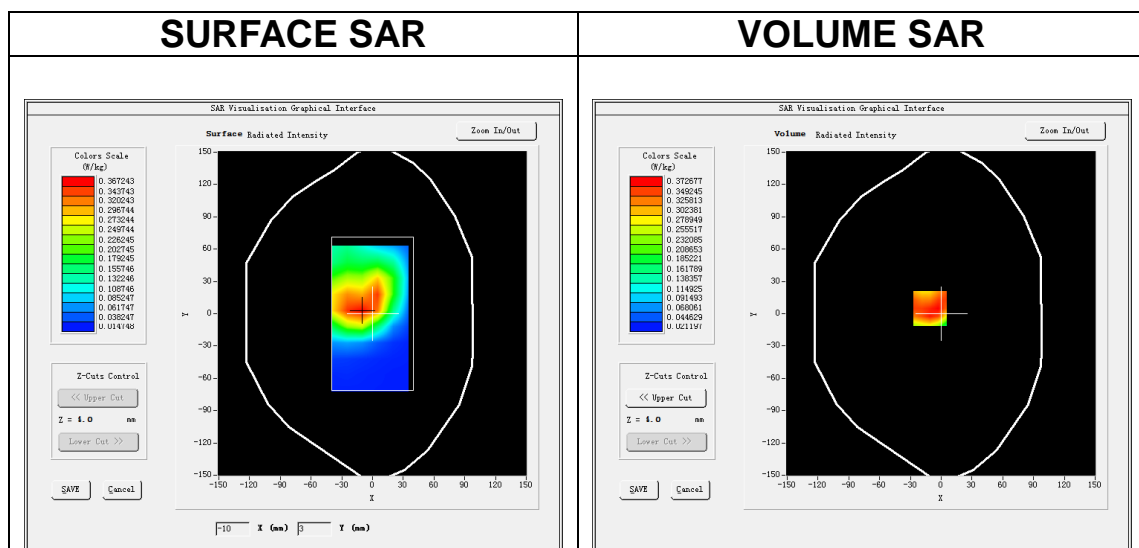 SURFACE SAR
VOLUME SAR
SAR Visualisation Graphical Interface
Surface Radiated Intensity
Zoom In/Out
Colors Scale
(W/kg)
0.367243
0.343743
0.320243
0.296744
0.273244
0.249744
0.226245
0.202745
0.179245
0.155746
0.132246
0.108746
0.085247
0.061747
0.038247
0.014748
150
120
90
60
30
0
-30
-60
-90
-120
-150
Y
-150 -120 -90 -60 -30 0 30 60 90 120 150
X
Z-Cuts Control
<< Upper Cut
Z = 4.0 mm
Lower Cut >>
SAVE Cancel
-10 X (mm) 3 Y (mm)
SAR Visualisation Graphical Interface
Volume Radiated Intensity
Zoom In/Out
Colors Scale
(W/kg)
0.372677
0.349245
0.325813
0.302381
0.278949
0.255517
0.232085
0.208653
0.185221
0.161789
0.138357
0.114925
0.091493
0.068061
0.044629
0.021197
150
120
90
60
30
0
-30
-60
-90
-120
-150
Y
-150 -120 -90 -60 -30 0 30 60 90 120 150
X
Z-Cuts Control
<< Upper Cut
Z = 4.0 mm
Lower Cut >>
SAVE Cancel